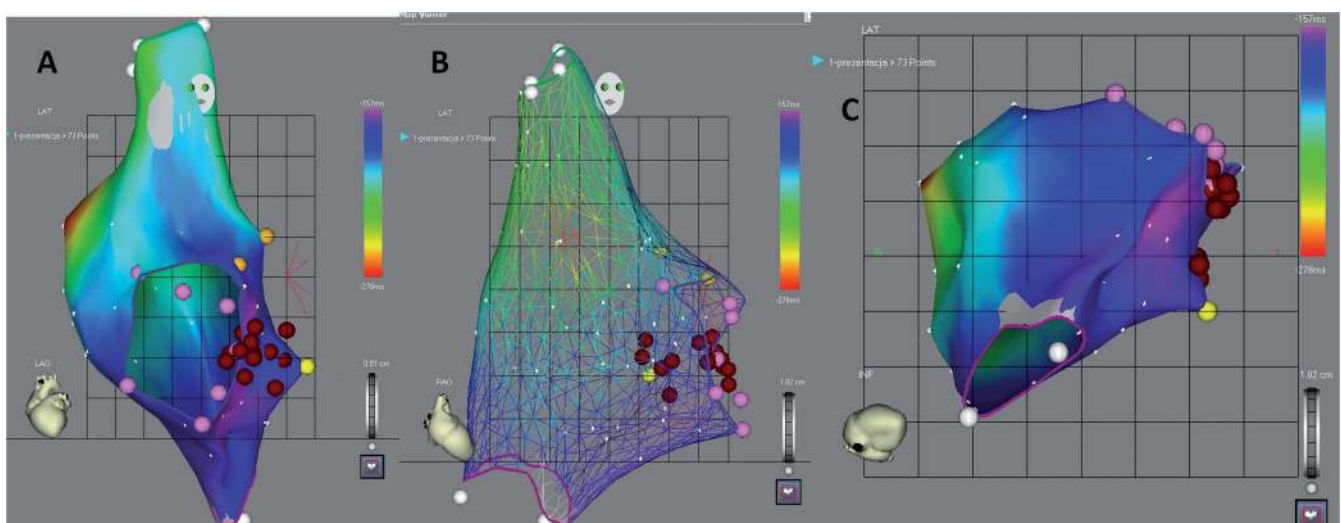 A
LAT
1-prezentacja > 73 Points
-157ms
-278ms
LAO
0.81 cm
Map Viewer
B
LAT
1-prezentacja > 73 Points
-157ms
-278ms
RAO
1.82 cm
C
LAT
1-prezentacja > 73 Points
-157ms
-278ms
INF
1.82 cm